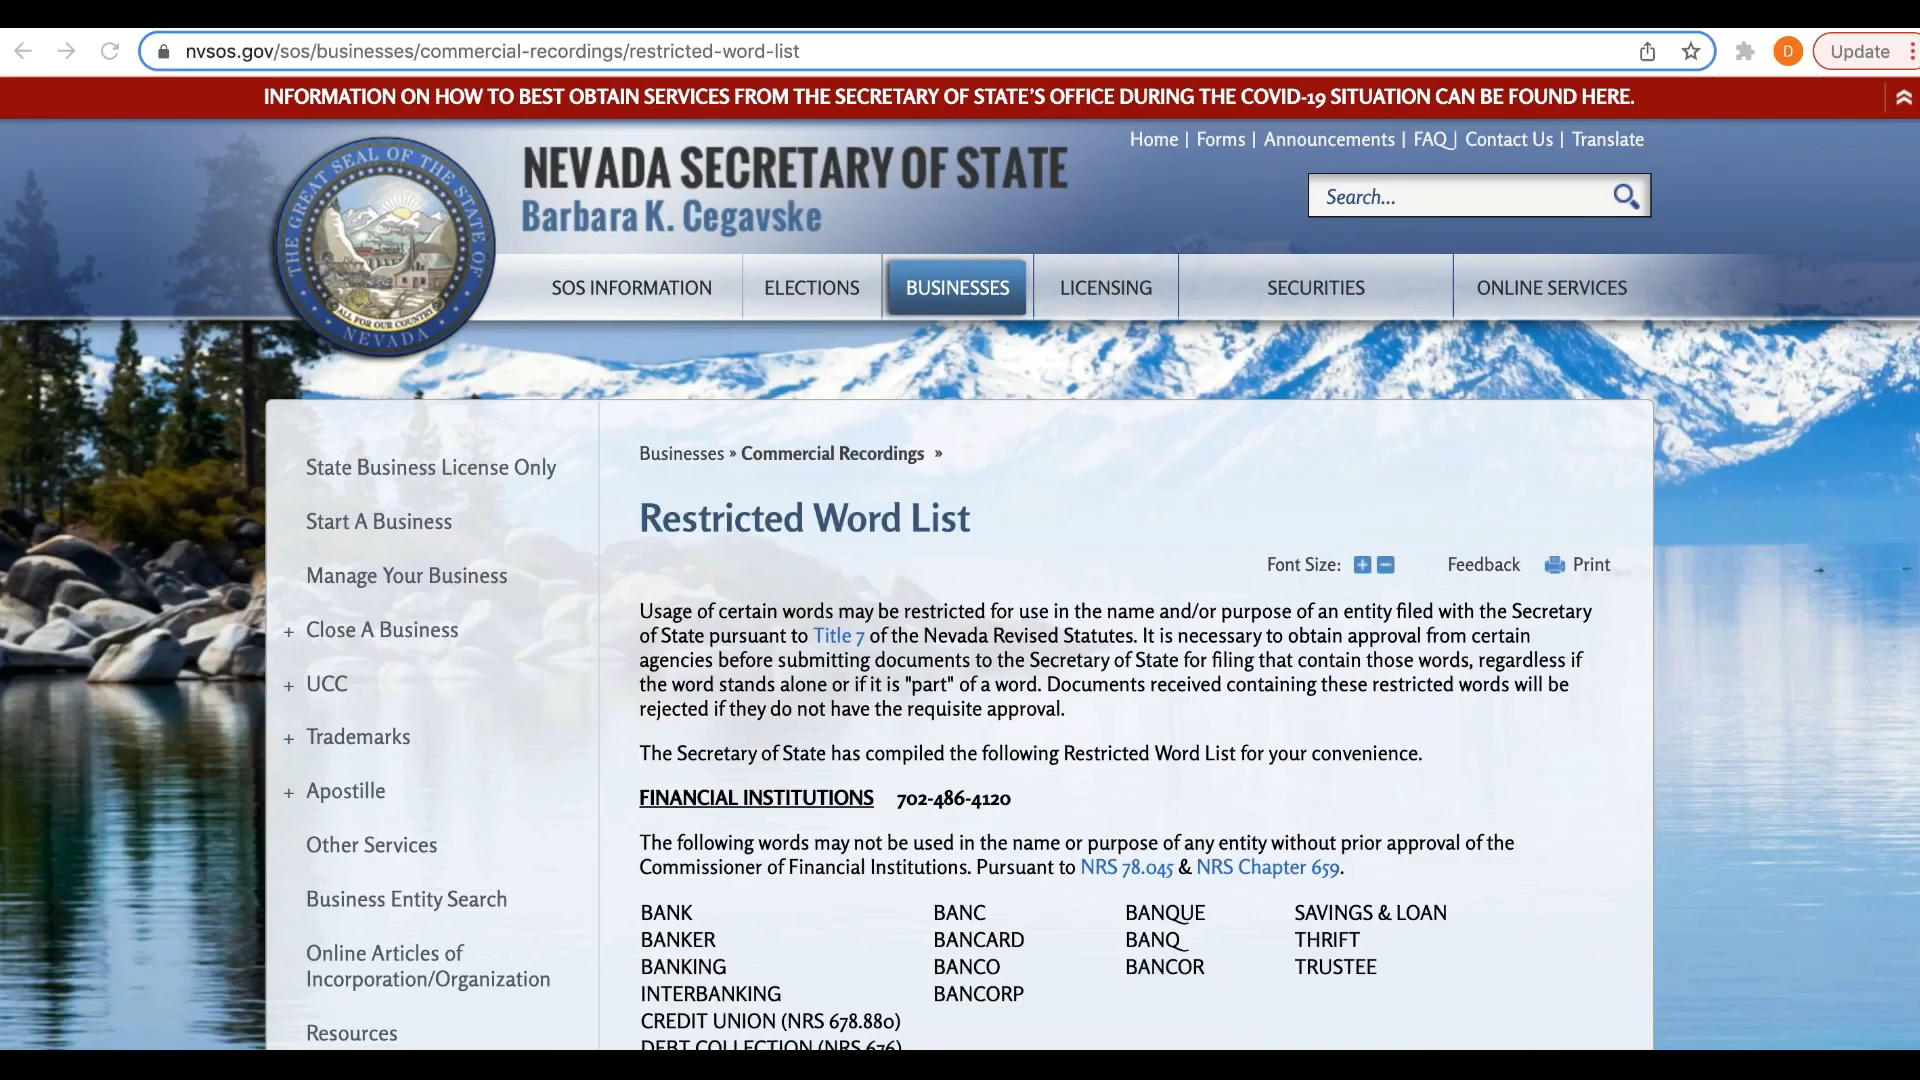 nvsos.gov/sos/businesses/commercial-recordings/restricted-word-list
D
Update
INFORMATION ON HOW TO BEST OBTAIN SERVICES FROM THE SECRETARY OF STATE'S OFFICE DURING THE COVID-19 SITUATION CAN BE FOUND HERE.
Home | Forms | Announcements | FAQ | Contact Us | Translate
THE GREAT SEAL OF THE STATE OF
NEVADA
ALL FOR OUR COUNTRY
NEVADA SECRETARY OF STATE
Barbara K. Cegavske
Search...
SOS INFORMATION
ELECTIONS
BUSINESSES
LICENSING
SECURITIES
ONLINE SERVICES
State Business License Only
Start A Business
Manage Your Business
+ Close A Business
+ UCC
+ Trademarks
+ Apostille
Other Services
Business Entity Search
Online Articles of
Incorporation/Organization
Resources
Businesses » Commercial Recordings »
Restricted Word List
Font Size: + −
Feedback
Print
Usage of certain words may be restricted for use in the name and/or purpose of an entity filed with the Secretary
of State pursuant to Title 7 of the Nevada Revised Statutes. It is necessary to obtain approval from certain
agencies before submitting documents to the Secretary of State for filing that contain those words, regardless if
the word stands alone or if it is "part" of a word. Documents received containing these restricted words will be
rejected if they do not have the requisite approval.
The Secretary of State has compiled the following Restricted Word List for your convenience.
FINANCIAL INSTITUTIONS 702-486-4120
The following words may not be used in the name or purpose of any entity without prior approval of the
Commissioner of Financial Institutions. Pursuant to NRS 78.045 & NRS Chapter 659.
BANK BANC BANQUE SAVINGS & LOAN
BANKER BANCARD BANQ THRIFT
BANKING BANCO BANCOR TRUSTEE
INTERBANKING BANCORP
CREDIT UNION (NRS 678.880)
DEBT COLLECTION (NRS 676)